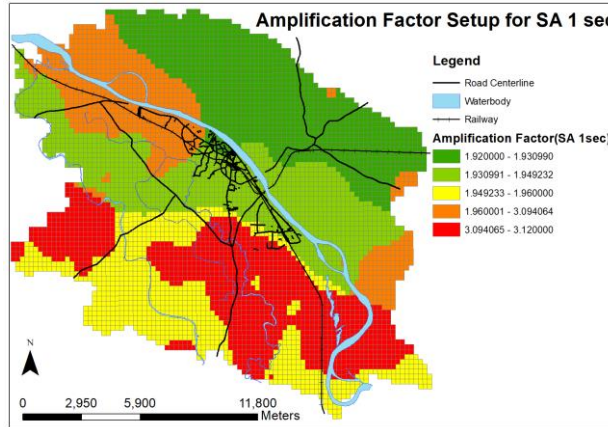 Amplification Factor Setup for SA 1 sec
Legend
Road Centerline
Waterbody
Railway
Amplification Factor(SA 1sec)
1.920000 - 1.930990
1.930991 - 1.949232
1.949233 - 1.960000
1.960001 - 3.094064
3.094065 - 3.120000
N
0 2,950 5,900 11,800
Meters